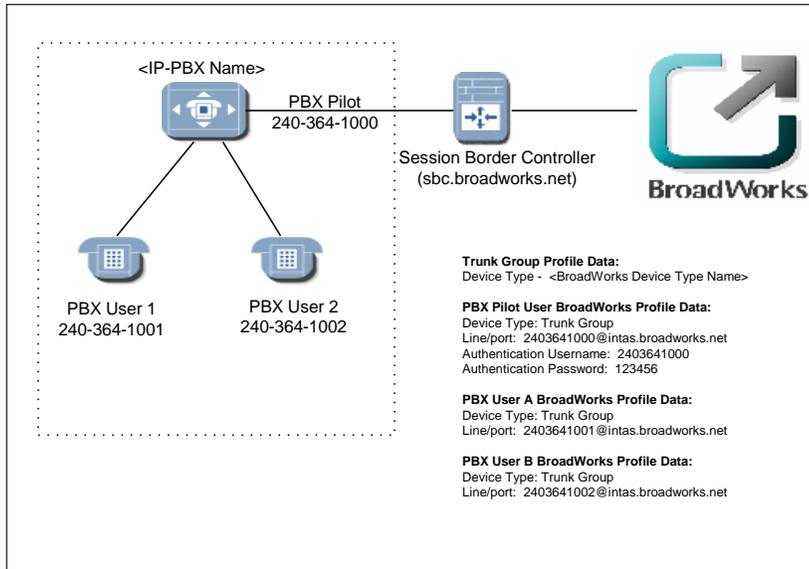 <IP-PBX Name>
PBX Pilot
240-364-1000
Session Border Controller
(sbc.broadworks.net)
BroadWorks
PBX User 1
240-364-1001
PBX User 2
240-364-1002
Trunk Group Profile Data:
Device Type - <BroadWorks Device Type Name>
PBX Pilot User BroadWorks Profile Data:
Device Type: Trunk Group
Line/port: 2403641000@intas.broadworks.net
Authentication Username: 2403641000
Authentication Password: 123456
PBX User A BroadWorks Profile Data:
Device Type: Trunk Group
Line/port: 2403641001@intas.broadworks.net
PBX User B BroadWorks Profile Data:
Device Type: Trunk Group
Line/port: 2403641002@intas.broadworks.net